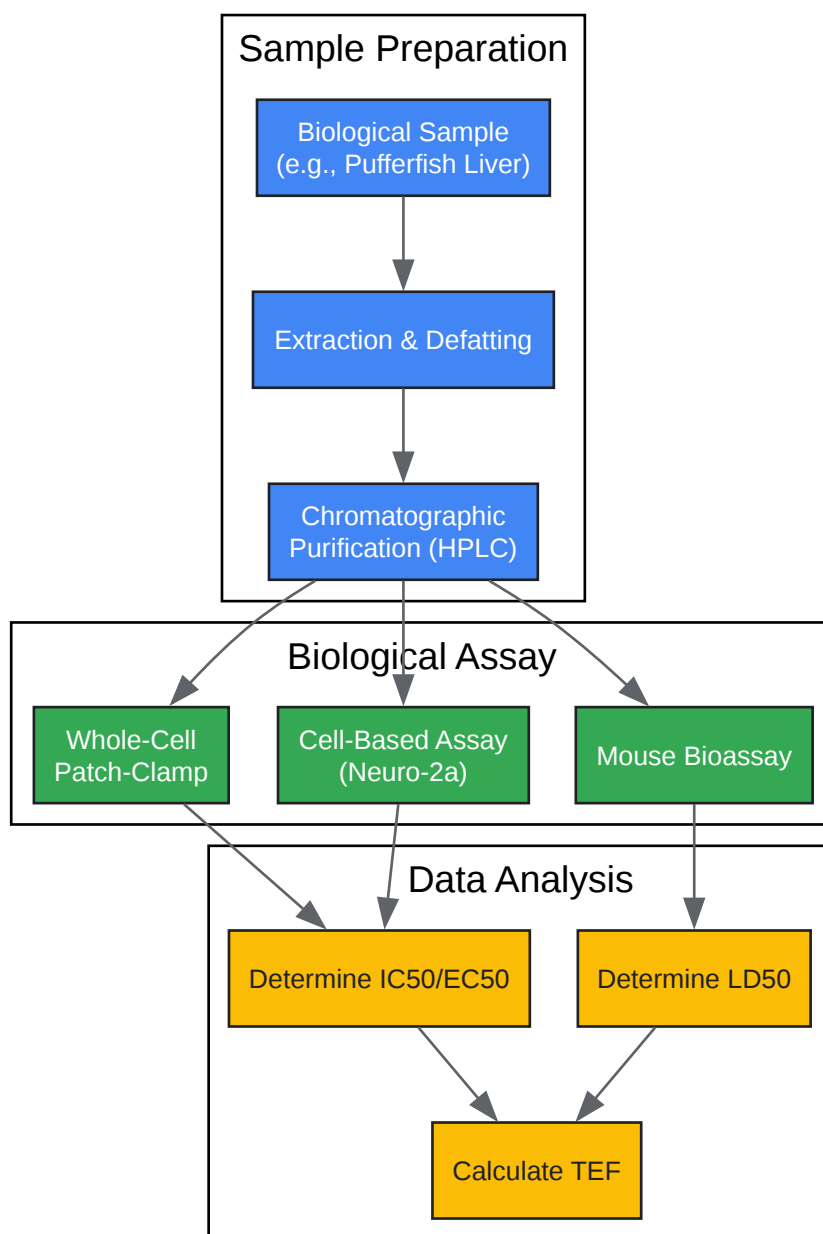 Sample Preparation
Biological Sample
(e.g., Pufferfish Liver)
Extraction & Defatting
Chromatographic
Purification (HPLC)
Biological Assay
Whole-Cell
Patch-Clamp
Cell-Based Assay
(Neuro-2a)
Mouse Bioassay
Data Analysis
Determine IC50/EC50
Determine LD50
Calculate TEF